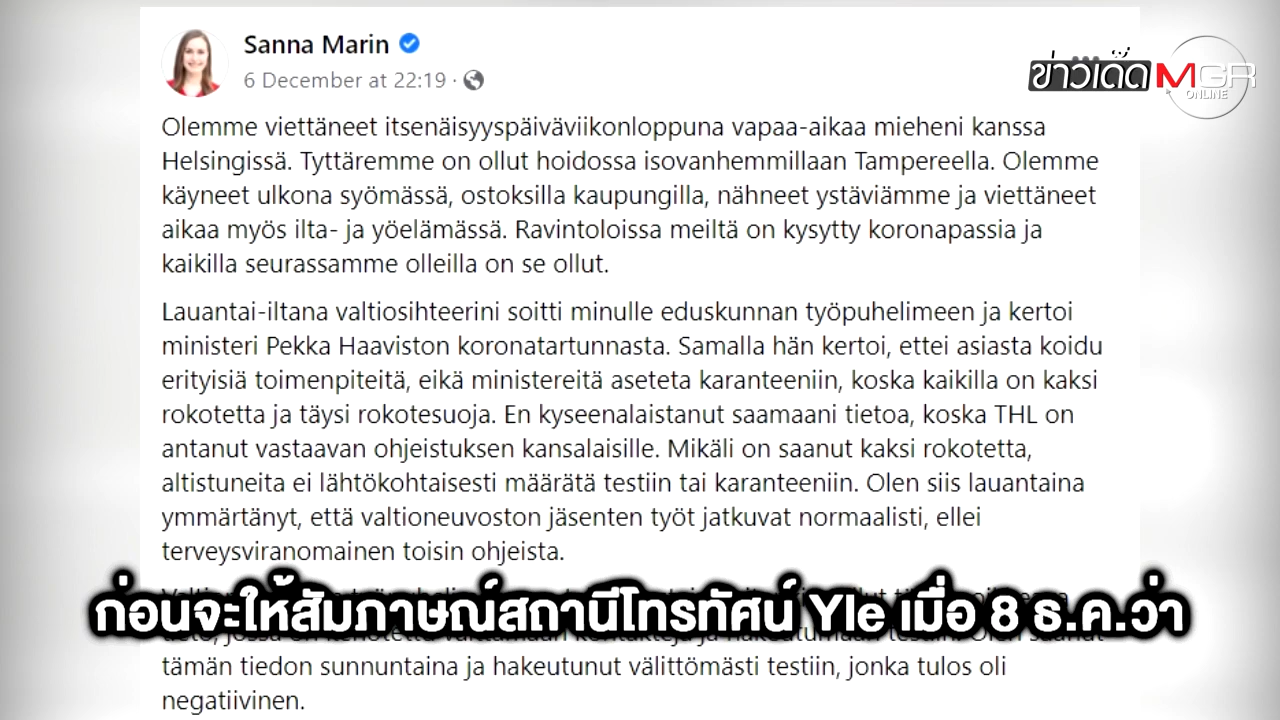 Sanna Marin
6 December at 22:19 ·
ข่าวเด็ด MGR
ONLINE
Olemme viettäneet itsenäisyyspäiväviikonloppuna vapaa-aikaa mieheni kanssa
Helsingissä. Tyttäremme on ollut hoidossa isovanhemmillaan Tampereella. Olemme
käyneet ulkona syömässä, ostoksilla kaupungilla, nähneet ystäviämme ja viettäneet
aikaa myös ilta- ja yöelämässä. Ravintoloissa meiltä on kysytty koronapassia ja
kaikilla seurassamme olleilla on se ollut.
Lauantai-iltana valtiosihteerini soitti minulle eduskunnan työpuhelimeen ja kertoi
ministeri Pekka Haaviston koronatartunnasta. Samalla hän kertoi, ettei asiasta koidu
erityisiä toimenpiteitä, eikä ministereitä aseteta karanteeniin, koska kaikilla on kaksi
rokotetta ja täysi rokotesuoja. En kyseenalaistanut saamaani tietoa, koska THL on
antanut vastaavan ohjeistuksen kansalaisille. Mikäli on saanut kaksi rokotetta,
altistuneita ei lähtökohtaisesti määrätä testiin tai karanteeniin. Olen siis lauantaina
ymmärtänyt, että valtioneuvoston jäsenten työt jatkuvat normaalisti, ellei
terveysviranomainen toisin ohjeista.
ก่อนจะให้สัมภาษณ์สถานีโทรทัศน์ Yle เมื่อ 8 ธ.ค.ว่า
tämän tiedon sunnuntaina ja hakeutunut välittömästi testiin, jonka tulos oli
negatiivinen.